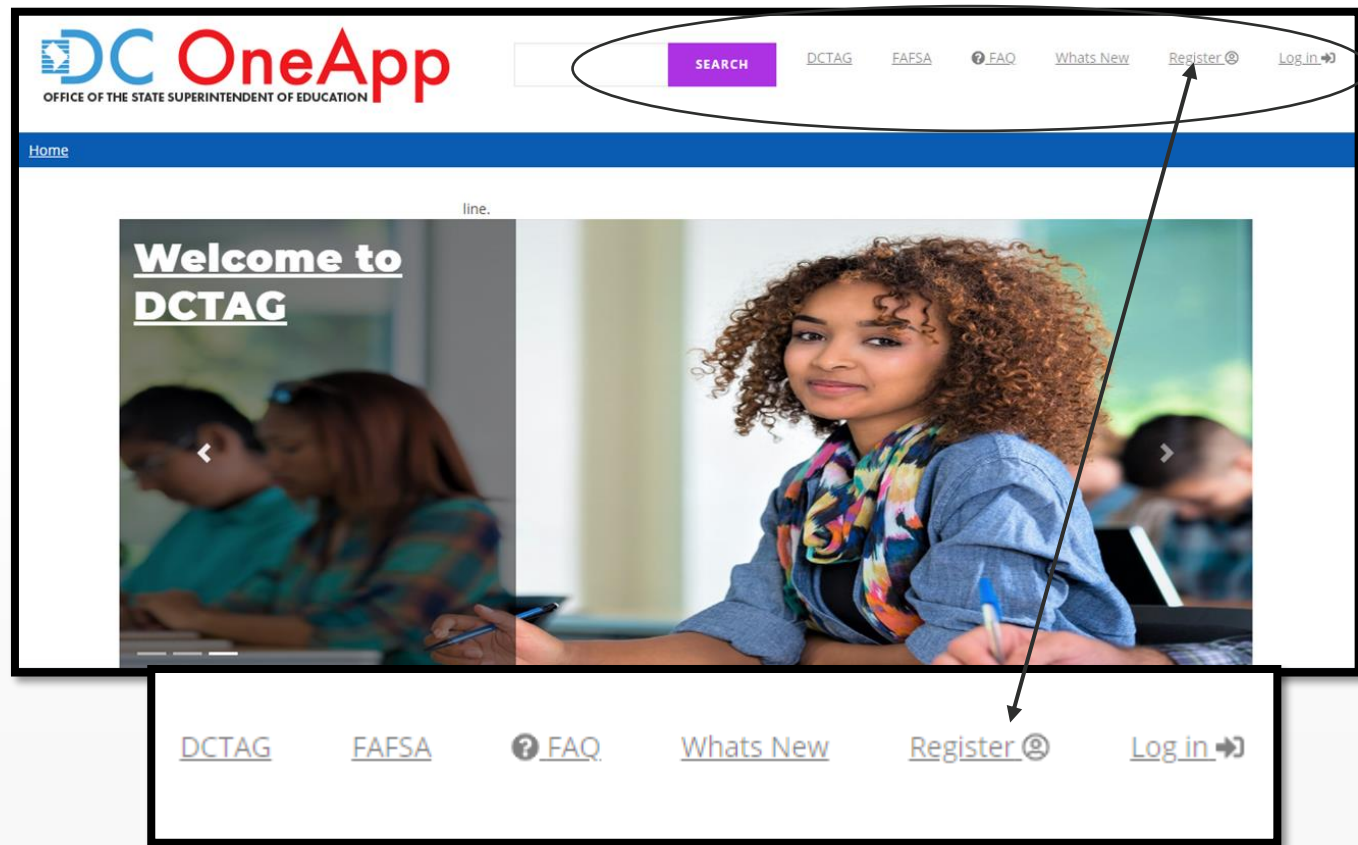 DC OneApp
OFFICE OF THE STATE SUPERINTENDENT OF EDUCATION
SEARCH DCTAG FAFSA FAQ Whats New Register Log in
Home
line.
Welcome to
DCTAG
DCTAG FAFSA FAQ Whats New Register Log in